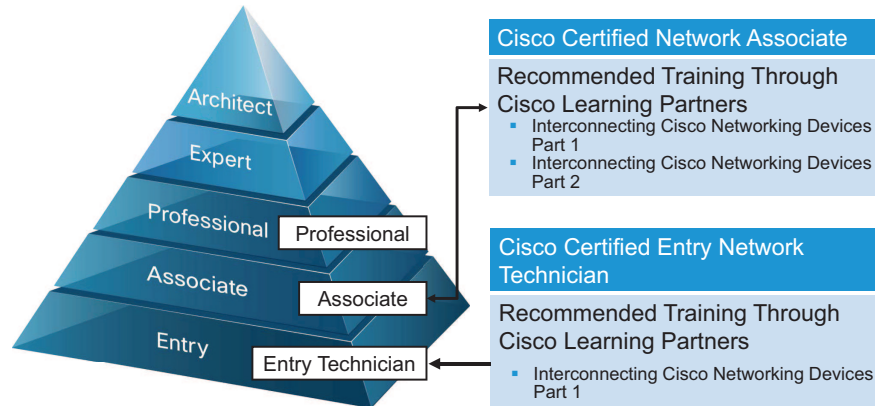 Architect
Expert
Professional
Associate
Entry
Professional
Associate
Entry Technician
Cisco Certified Network Associate
Recommended Training Through
Cisco Learning Partners
▪ Interconnecting Cisco Networking Devices
Part 1
▪ Interconnecting Cisco Networking Devices
Part 2
Cisco Certified Entry Network
Technician
Recommended Training Through
Cisco Learning Partners
▪ Interconnecting Cisco Networking Devices
Part 1